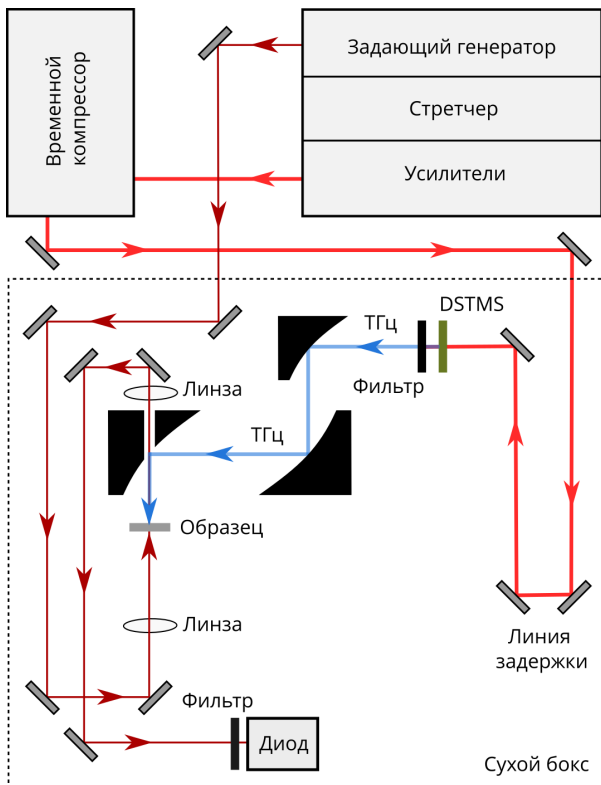 Временной
компрессор
Задающий генератор
Стретчер
Усилители
DSTMS
ТГц
Фильтр
Линза
ТГц
Образец
Линза
Линия
задержки
Фильтр
Диод
Сухой бокс